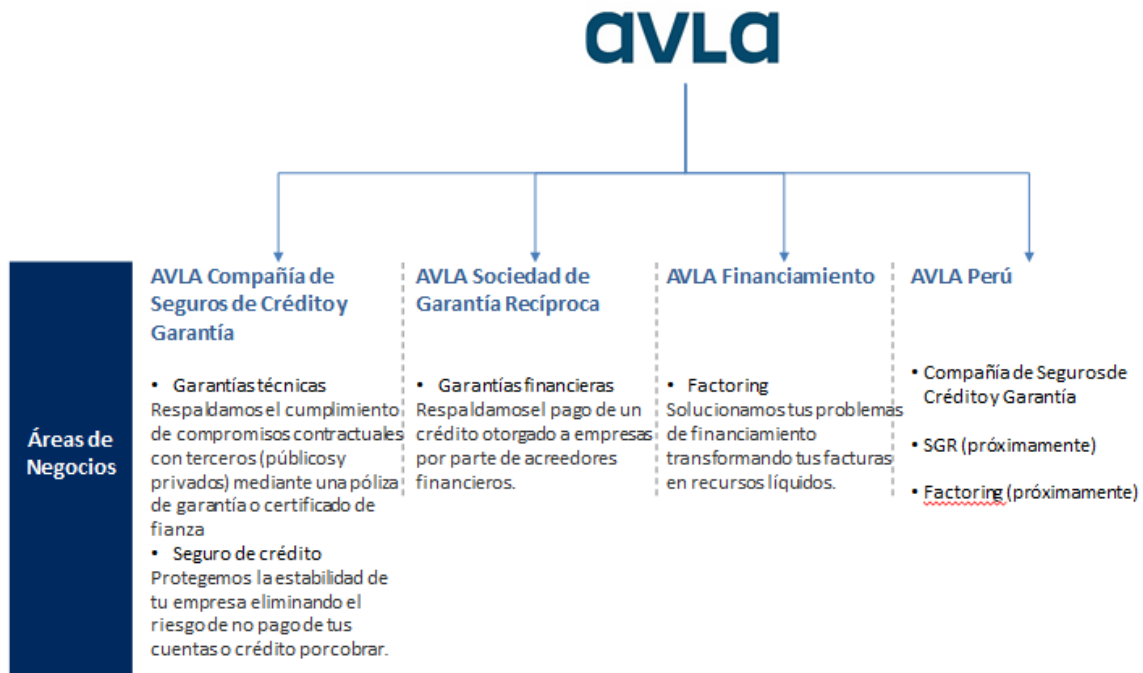 avla
AVLA Compañía de
Seguros de Crédito y
Garantía
• Garantías técnicas
Respaldamos el cumplimiento
de compromisos contractuales
con terceros (públicos y
privados) mediante una póliza
de garantía o certificado de
fianza
• Seguro de crédito
Protegemos la estabilidad de
tu empresa eliminando el
riesgo de no pago de tus
cuentas o crédito por cobrar.
AVLA Sociedad de
Garantía Recíproca
• Garantías financieras
Respaldamos el pago de un
crédito otorgado a empresas
por parte de acreedores
financieros.
AVLA Financiamiento
• Factoring
Solucionamos tus problemas
de financiamiento
transformando tus facturas
en recursos líquidos.
AVLA Perú
• Compañía de Seguros de
Crédito y Garantía
• SGR (próximamente)
• Factoring (próximamente)
Áreas de
Negocios